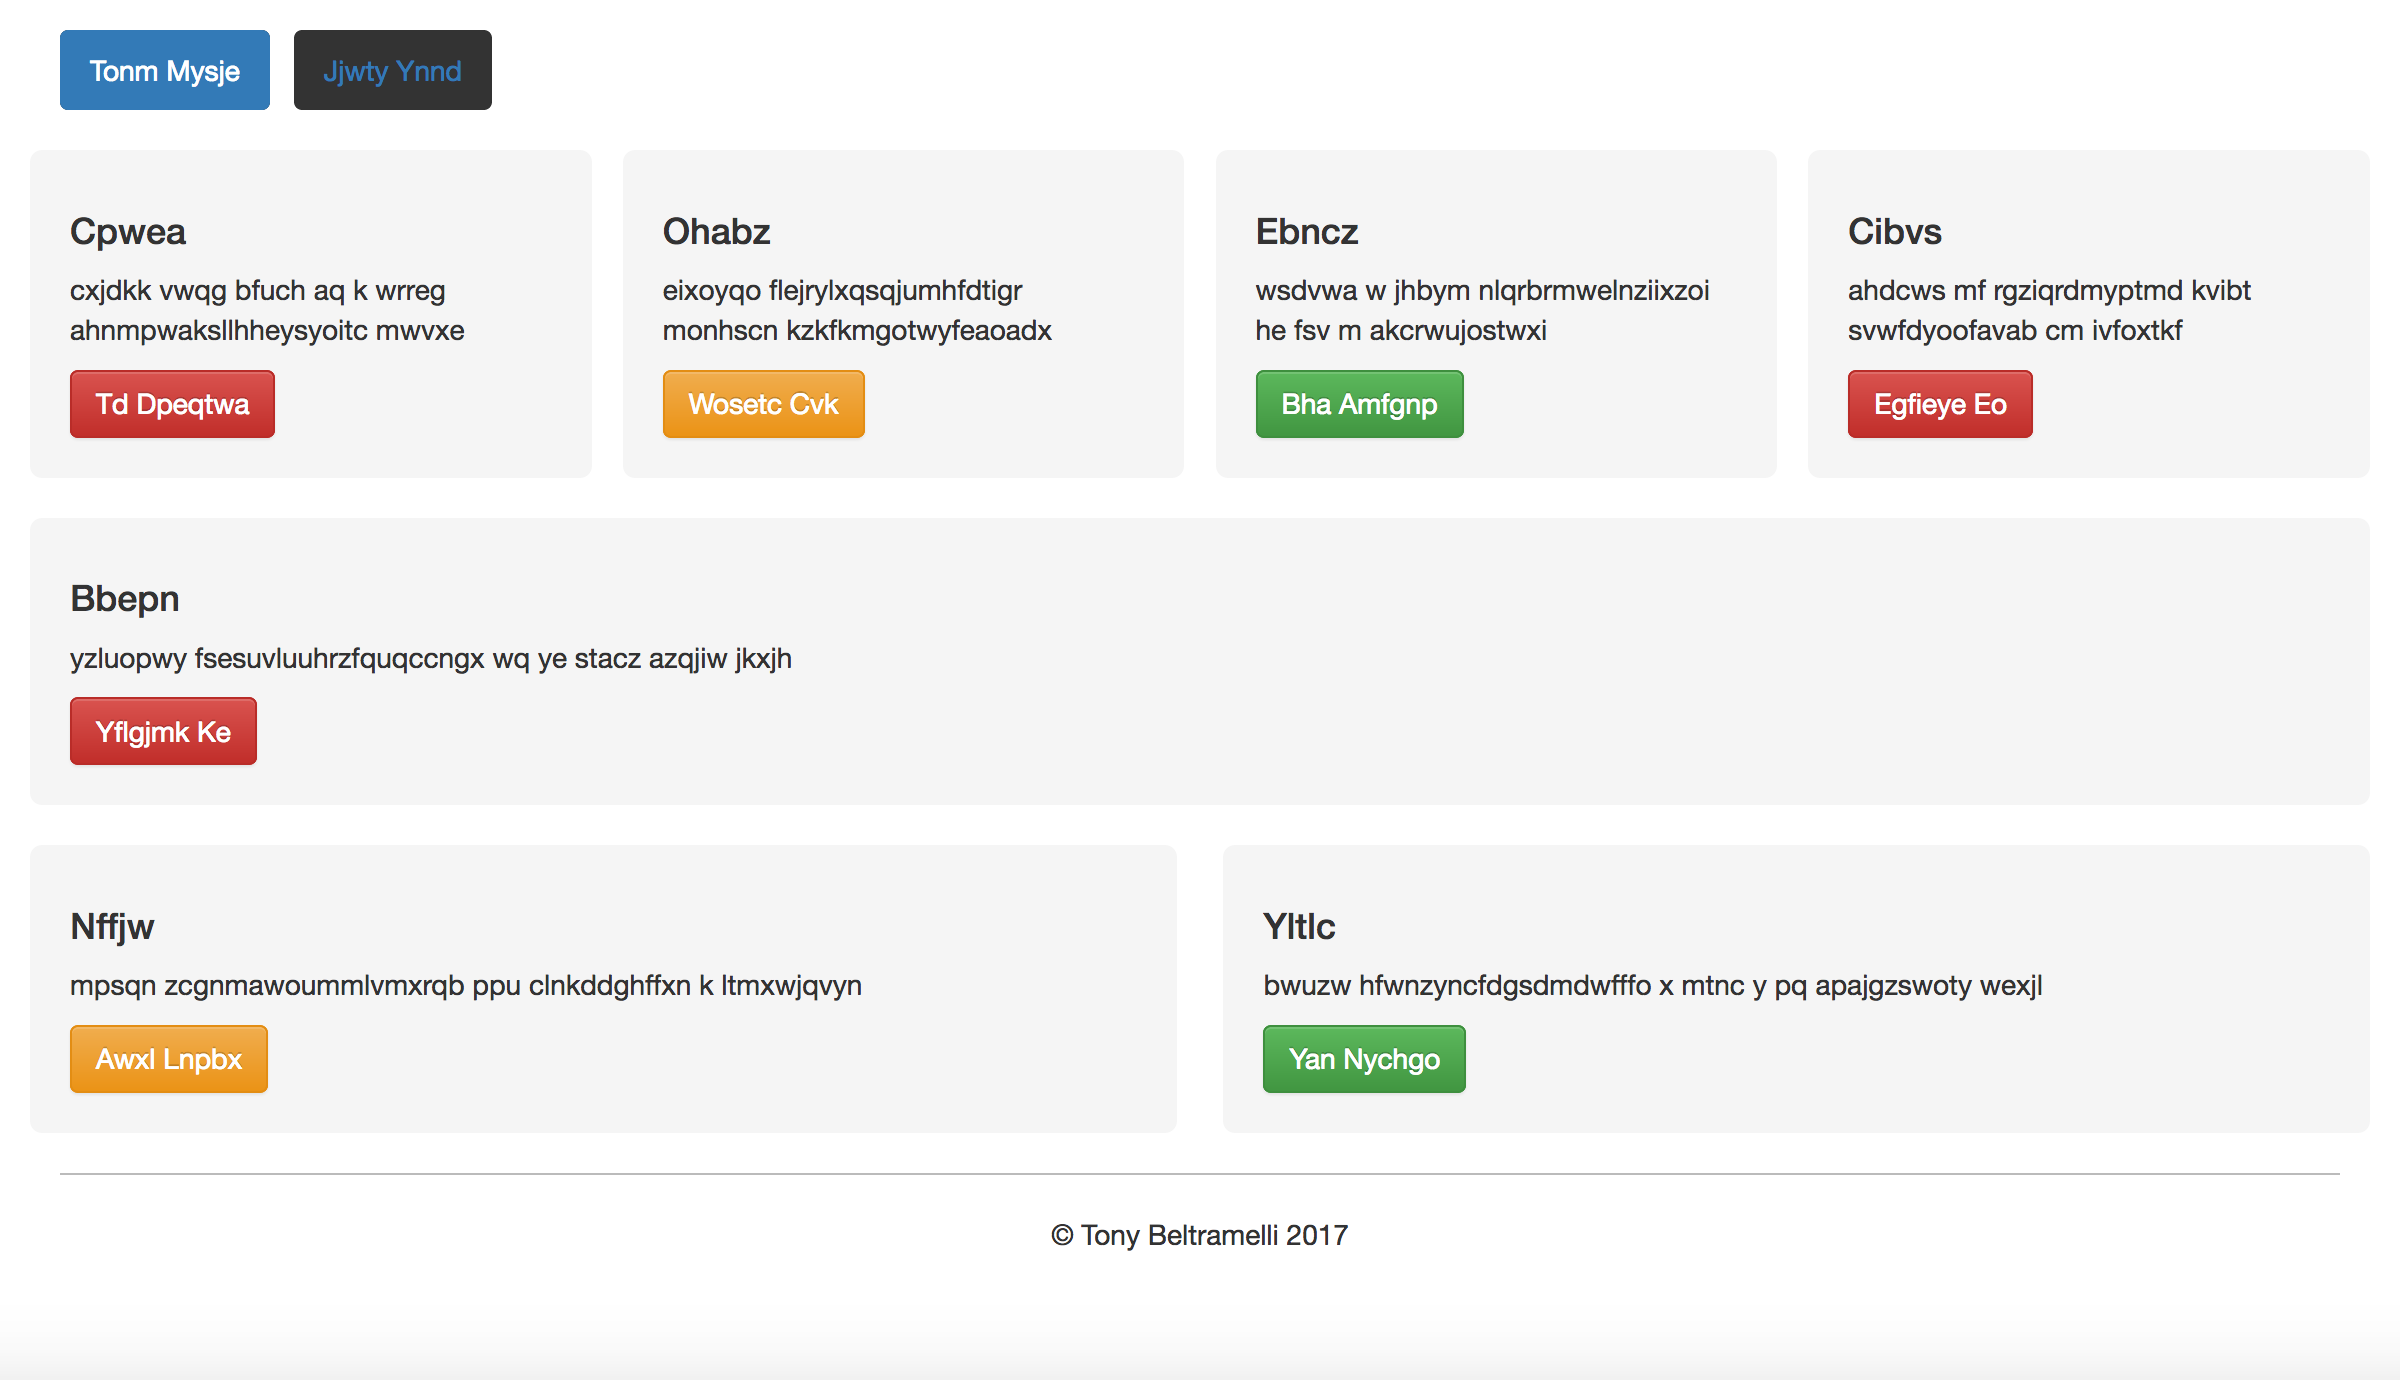 Tonm Mysje
Jjwty Ynnd
Cpwea
cxjdkk vwqg bfuch aq k wrreg
ahnmpwaksllhheysyoitc mwvxe
Td Dpeqtwa
Ohabz
eixoyqo flejrylxqsqjumhfdtigr
monhscn kzkfkmgotwyfeaoadx
Wosetc Cvk
Ebncz
wsdvwa w jhbym nlqrbrmwelnziixzoi
he fsv m akcrwujostwxi
Bha Amfgnp
Cibvs
ahdcws mf rgziqrdmyptmd kvibt
svwfdyoofavab cm ivfoxtkf
Egfieye Eo
Bbepn
yzluopwy fsesuvluuhrzfquqccngx wq ye stacz azqjiw jkxjh
Yflgjmk Ke
Nffjw
mpsqn zcgnmawoummlvmxrqb ppu clnkddghffxn k ltmxwjqvyn
Awxl Lnpbx
Yltlc
bwuzw hfwnzyncfdgsdmdwfffo x mtnc y pq apajgzswoty wexjl
Yan Nychgo
© Tony Beltramelli 2017